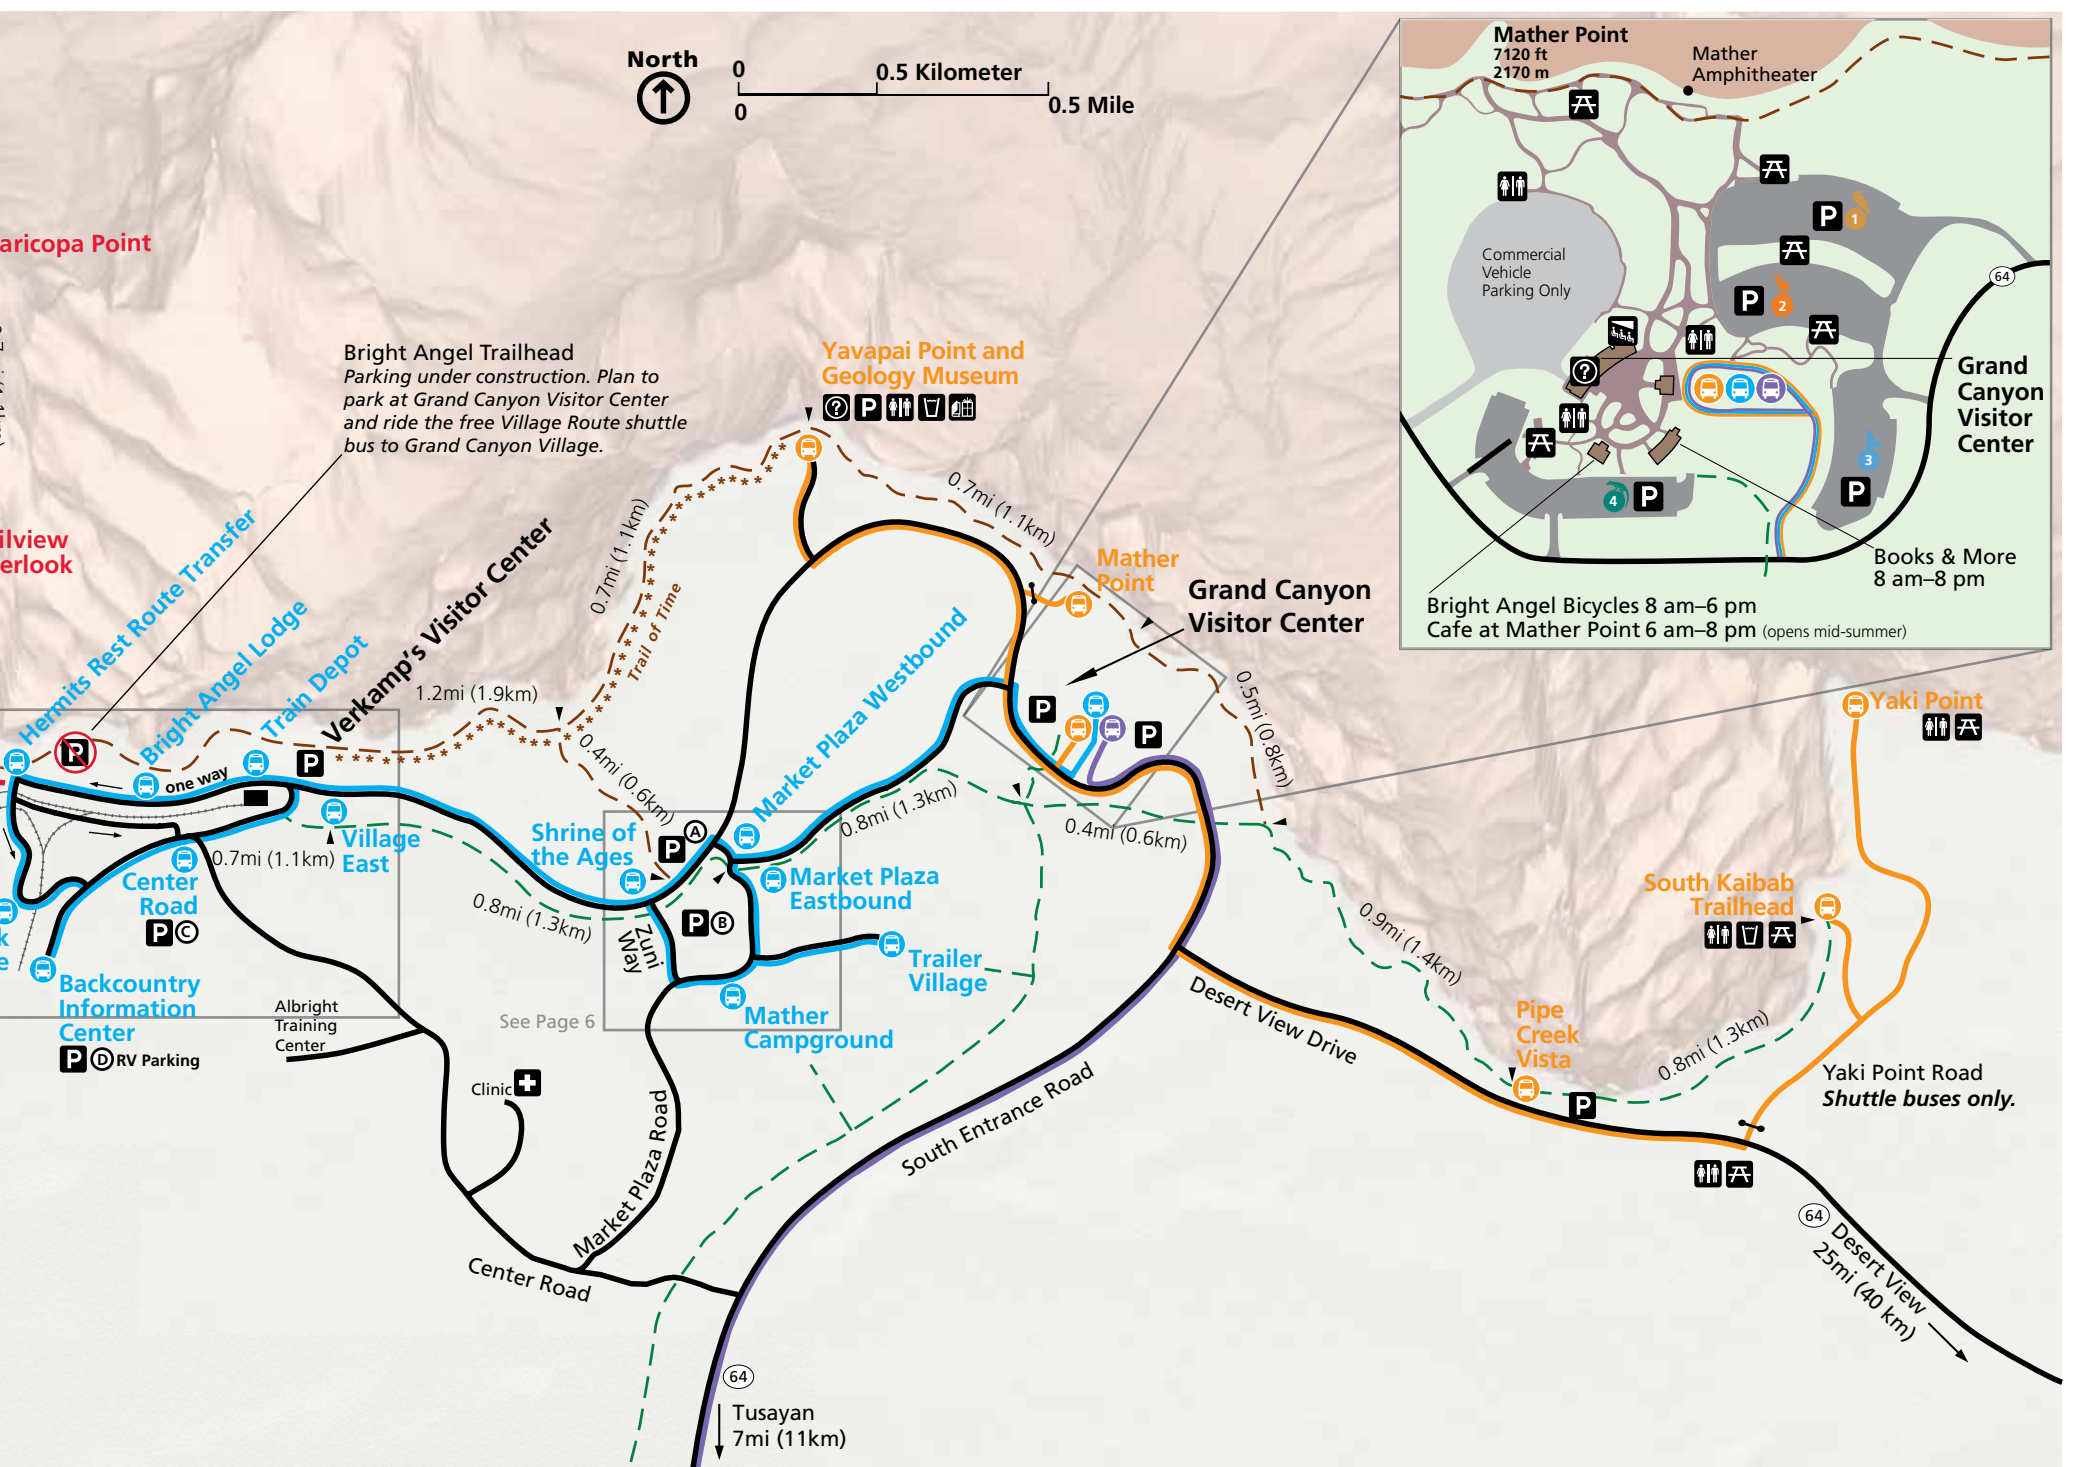 North
0
0.5 Kilometer
0
0.5 Mile
Mather Point
7120 ft
2170 m
Mather
Amphitheater
P
1
Commercial
Vehicle
Parking Only
P
2
64
?
Grand
Canyon
Visitor
Center
3
4
P
P
Books & More
8 am–8 pm
Bright Angel Bicycles 8 am–6 pm
Cafe at Mather Point 6 am–8 pm (opens mid-summer)
aricopa Point
ilview
erlook
Bright Angel Trailhead
Parking under construction. Plan to
park at Grand Canyon Visitor Center
and ride the free Village Route shuttle
bus to Grand Canyon Village.
Yavapai Point and
Geology Museum
? P
0.7mi (1.1km)
0.7mi (1.1km)
Trail of Time
Mather
Point
Grand Canyon
Visitor Center
P
P
0.5mi (0.8km)
Hermits Rest Route Transfer
Bright Angel Lodge
Train Depot
Verkamp's Visitor Center
P
P
one way
1.2mi (1.9km)
0.4mi (0.6km)
Market Plaza Westbound
0.8mi (1.3km)
0.4mi (0.6km)
Yaki Point
Village
East
0.7mi (1.1km)
Shrine of
the Ages
P A
Market Plaza
Eastbound
Center
Road
P C
0.8mi (1.3km)
Zuni
Way
P B
Trailer
Village
Mather
Campground
See Page 6
k
e
Backcountry
Information
Center
P D RV Parking
Albright
Training
Center
Clinic
Market Plaza Road
Center Road
South Entrance Road
Desert View Drive
0.9mi (1.4km)
South Kaibab
Trailhead
Pipe
Creek
Vista
P
0.8mi (1.3km)
Yaki Point Road
Shuttle buses only.
64
Desert View
25mi (40 km)
64
Tusayan
7mi (11km)